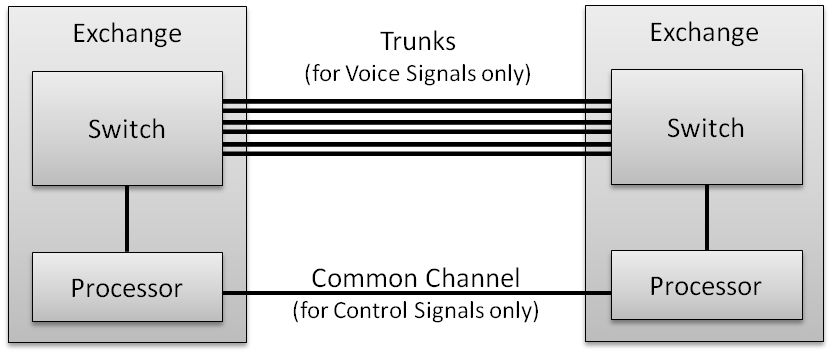 Exchange
Trunks
(for Voice Signals only)
Exchange
Switch
Switch
Processor
Common Channel
(for Control Signals only)
Processor